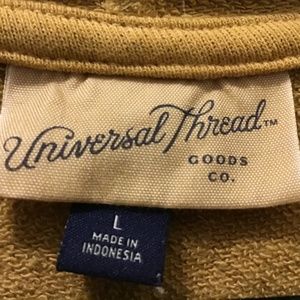 Universal Thread™
GOODS
CO.
L
MADE IN
INDONESIA